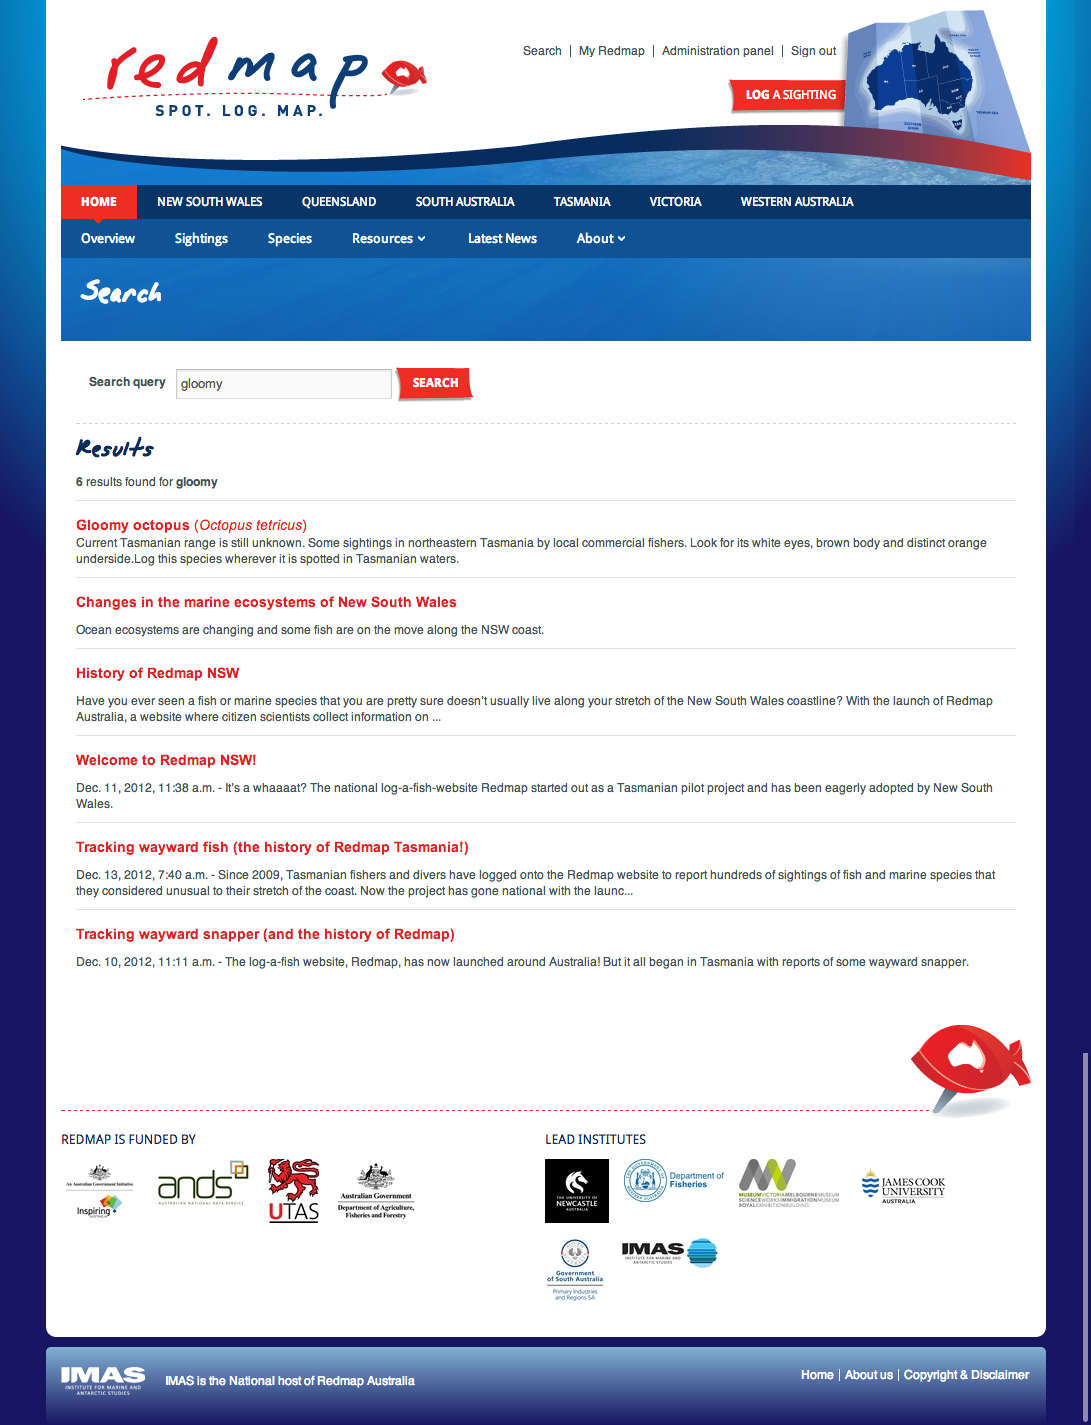 redmap
SPOT. LOG. MAP.
Search | My Redmap | Administration panel | Sign out
LOG A SIGHTING
HOME NEW SOUTH WALES QUEENSLAND SOUTH AUSTRALIA TASMANIA VICTORIA WESTERN AUSTRALIA
Overview Sightings Species Resources Latest News About
Search
Search query gloomy SEARCH
Results
6 results found for gloomy
Gloomy octopus (Octopus tetricus)
Current Tasmanian range is still unknown. Some sightings in northeastern Tasmania by local commercial fishers. Look for its white eyes, brown body and distinct orange
underside.Log this species wherever it is spotted in Tasmanian waters.
Changes in the marine ecosystems of New South Wales
Ocean ecosystems are changing and some fish are on the move along the NSW coast.
History of Redmap NSW
Have you ever seen a fish or marine species that you are pretty sure doesn't usually live along your stretch of the New South Wales coastline? With the launch of Redmap
Australia, a website where citizen scientists collect information on ...
Welcome to Redmap NSW!
Dec. 11, 2012, 11:38 a.m. - It's a whaaaat? The national log-a-fish-website Redmap started out as a Tasmanian pilot project and has been eagerly adopted by New South
Wales.
Tracking wayward fish (the history of Redmap Tasmania!)
Dec. 13, 2012, 7:40 a.m. - Since 2009, Tasmanian fishers and divers have logged onto the Redmap website to report hundreds of sightings of fish and marine species that
they considered unusual to their stretch of the coast. Now the project has gone national with the launc...
Tracking wayward snapper (and the history of Redmap)
Dec. 10, 2012, 11:11 a.m. - The log-a-fish website, Redmap, has now launched around Australia! But it all began in Tasmania with reports of some wayward snapper.
REDMAP IS FUNDED BY
An Australian Government Initiative
Inspiring
AUSTRALIA
ands
AUSTRALIAN NATIONAL DATA SERVICE
UTAS
Australian Government
Department of Agriculture,
Fisheries and Forestry
LEAD INSTITUTES
THE UNIVERSITY OF
NEWCASTLE
AUSTRALIA
Department of
Fisheries
MUSEUMVICTORIAMELBOURNEMUSEUM
SCIENCEWORKSIMMIGRATIONMUSEUM
ROYALEXHIBITIONBUILDING
JAMES COOK
UNIVERSITY
AUSTRALIA
Government
of South Australia
Primary Industries
and Regions SA
IMAS
INSTITUTE FOR MARINE AND
ANTARCTIC STUDIES
IMAS
INSTITUTE FOR MARINE AND
ANTARCTIC STUDIES
IMAS is the National host of Redmap Australia
Home | About us | Copyright & Disclaimer